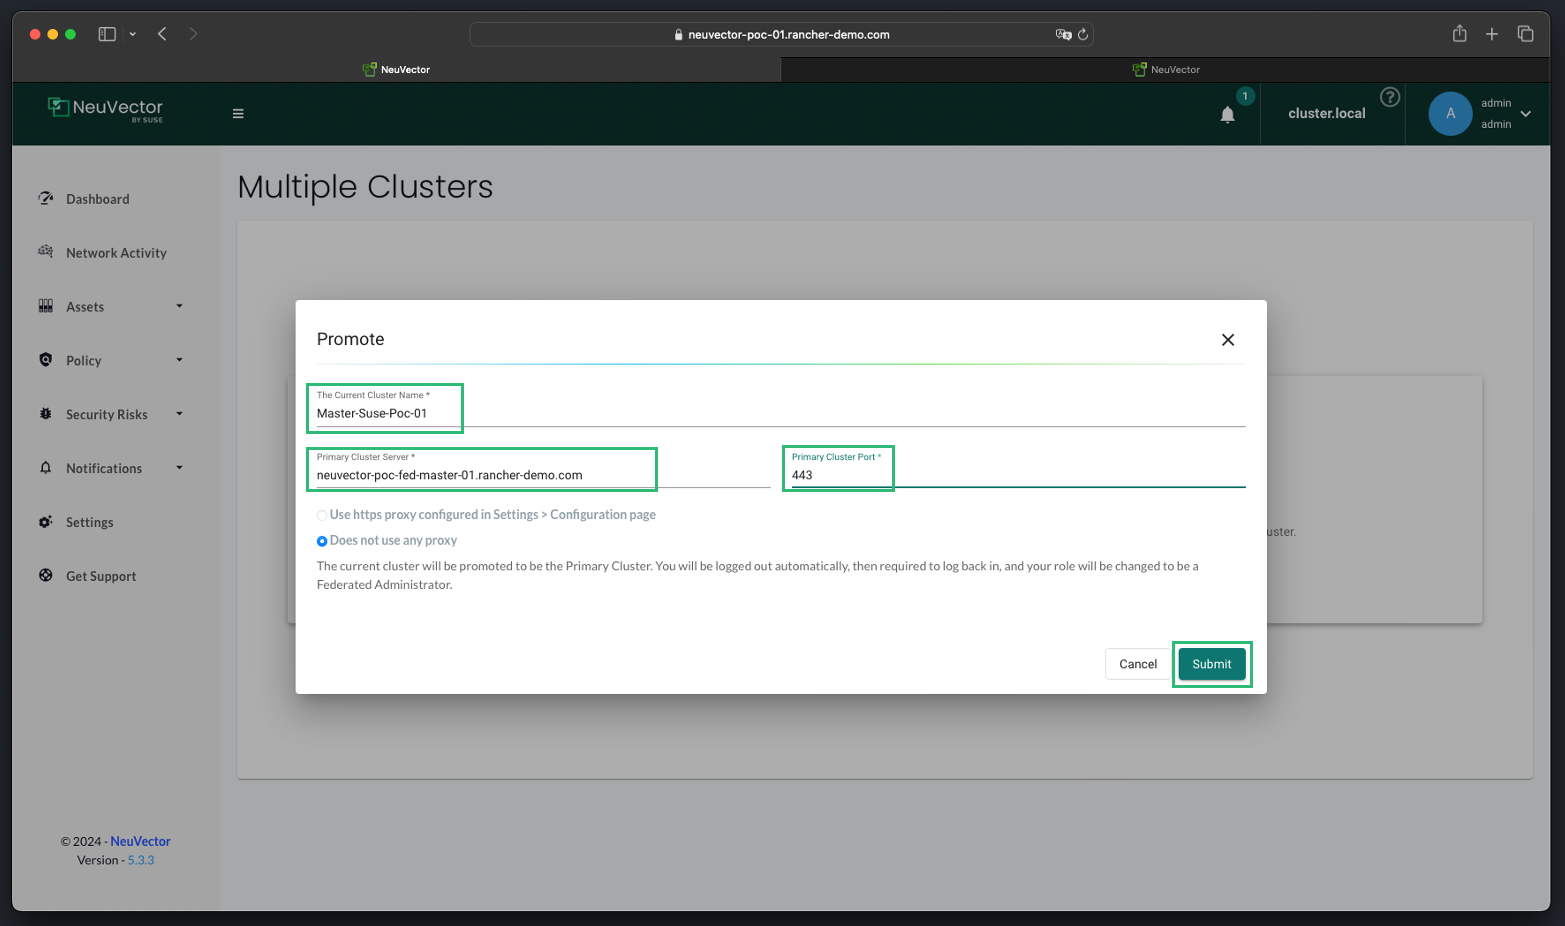 neuvector-poc-01.rancher-demo.com
NeuVector
NeuVector
NeuVector
BY SUSE
1
cluster.local
?
A
admin
admin
Multiple Clusters
Dashboard
Network Activity
Assets
Policy
Security Risks
Notifications
Settings
Get Support
Promote
The Current Cluster Name *
Master-Suse-Poc-01
Primary Cluster Server *
neuvector-poc-fed-master-01.rancher-demo.com
Primary Cluster Port *
443
Use https proxy configured in Settings > Configuration page
Does not use any proxy
The current cluster will be promoted to be the Primary Cluster. You will be logged out automatically, then required to log back in, and your role will be changed to be a
Federated Administrator.
uster.
Cancel
Submit
© 2024 - NeuVector
Version - 5.3.3